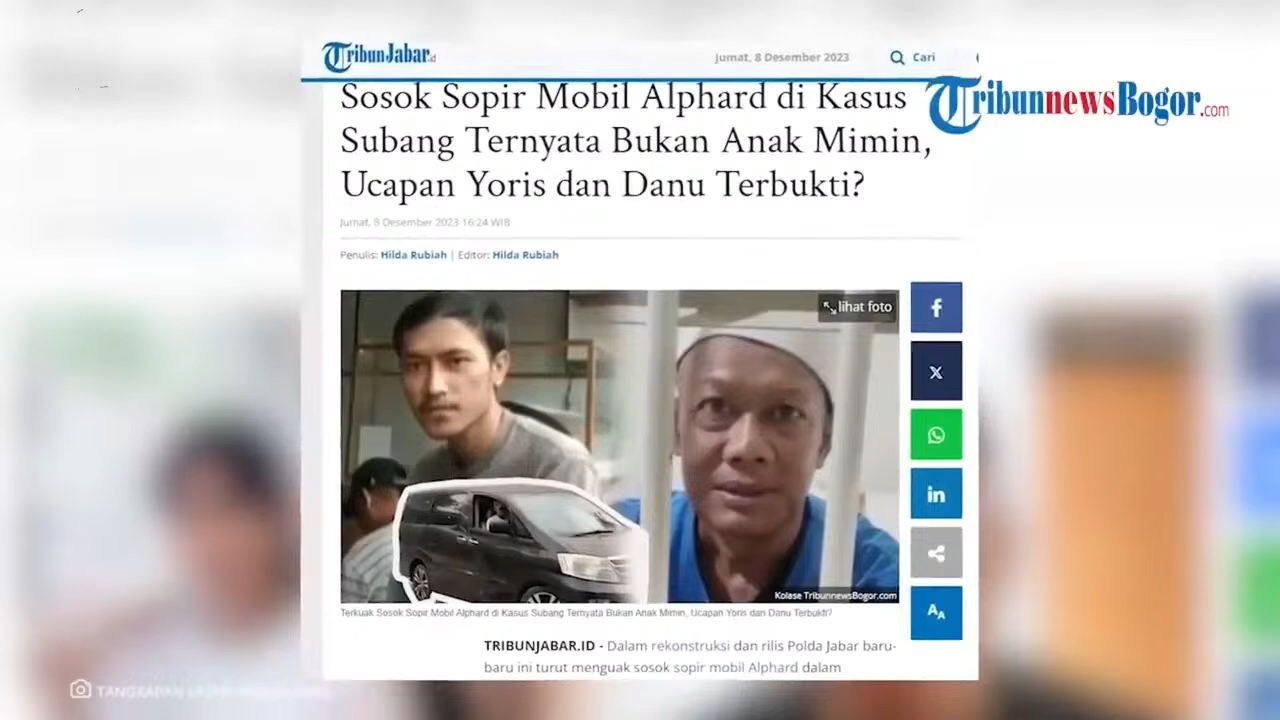 TribunJabar.id
Jumat, 8 Desember 2023
Cari
TribunnewsBogor.com
Sosok Sopir Mobil Alphard di Kasus
Subang Ternyata Bukan Anak Mimin,
Ucapan Yoris dan Danu Terbukti?
Jumat, 8 Desember 2023 16:24 WIB
Penulis: Hilda Rubiah | Editor: Hilda Rubiah
lihat foto
Kolase TribunnewsBogor.com
Terkuak Sosok Sopir Mobil Alphard di Kasus Subang Ternyata Bukan Anak Mimin, Ucapan Yoris dan Danu Terbukti?
AA
TRIBUNJABAR.ID - Dalam rekonstruksi dan rilis Polda Jabar baru-
baru ini turut menguak sosok sopir mobil Alphard dalam
TANGKAPAN